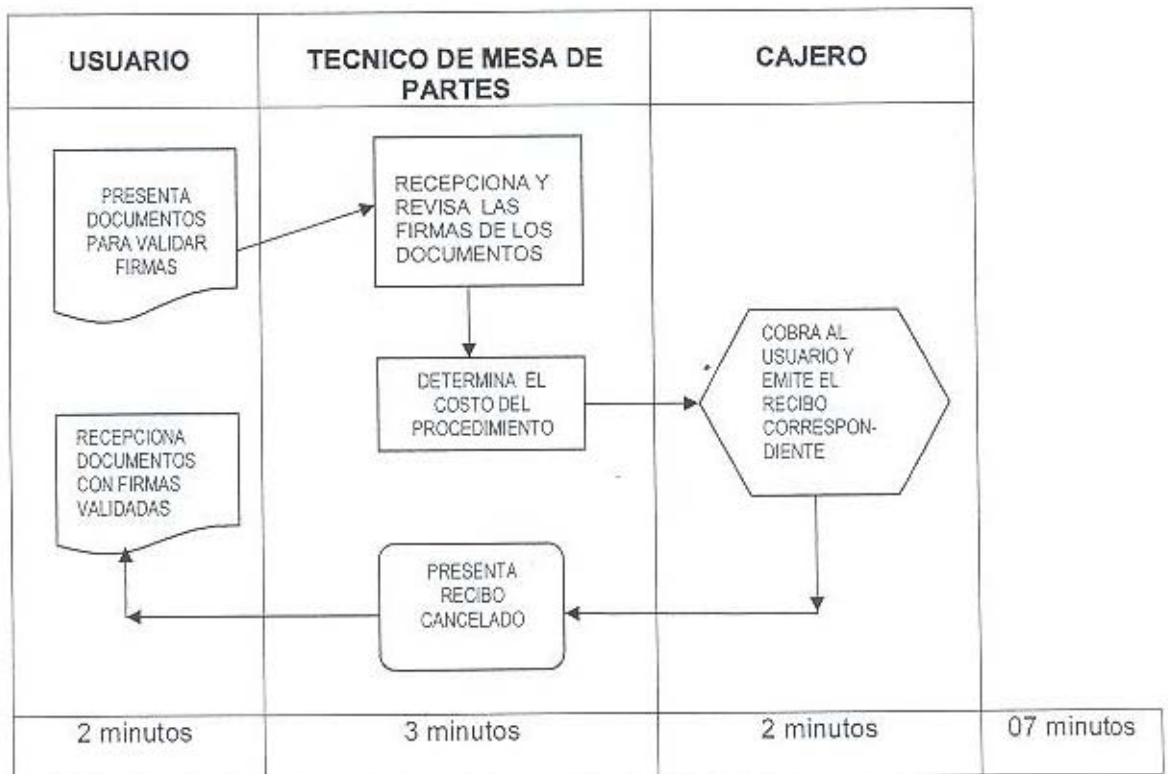 USUARIO
TECNICO DE MESA DE
PARTES
CAJERO
PRESENTA
DOCUMENTOS
PARA VALIDAR
FIRMAS
RECEPCIONA Y
REVISA LAS
FIRMAS DE LOS
DOCUMENTOS
DETERMINA EL
COSTO DEL
PROCEDIMIENTO
COBRA AL
USUARIO Y
EMITE EL
RECIBO
CORRESPON-
DIENTE
RECEPCIONA
DOCUMENTOS
CON FIRMAS
VALIDADAS
PRESENTA
RECIBO
CANCELADO
2 minutos
3 minutos
2 minutos
07 minutos